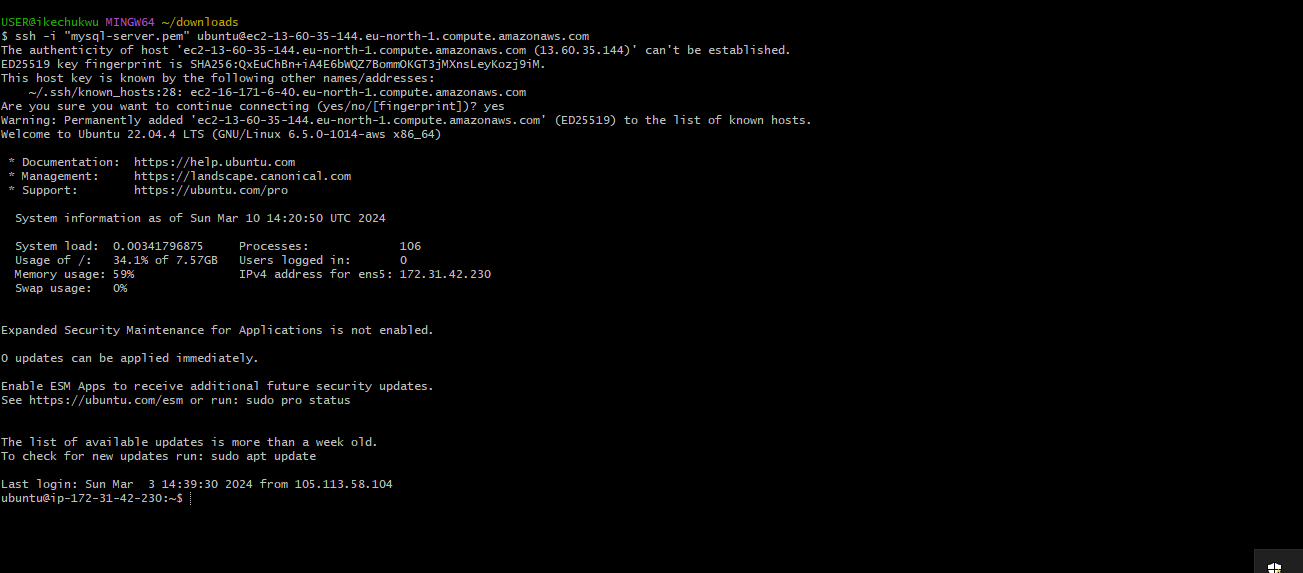 USER@ikechukwu MINGW64 ~/downloads
$ ssh -i "mysql-server.pem" ubuntu@ec2-13-60-35-144.eu-north-1.compute.amazonaws.com
The authenticity of host 'ec2-13-60-35-144.eu-north-1.compute.amazonaws.com (13.60.35.144)' can't be established.
ED25519 key fingerprint is SHA256:QxEuChBn+iA4E6bWQZ7BommOKGT3jMXnsLeyKozj9iM.
This host key is known by the following other names/addresses:
    ~/.ssh/known_hosts:28: ec2-16-171-6-40.eu-north-1.compute.amazonaws.com
Are you sure you want to continue connecting (yes/no/[fingerprint])? yes
Warning: Permanently added 'ec2-13-60-35-144.eu-north-1.compute.amazonaws.com' (ED25519) to the list of known hosts.
Welcome to Ubuntu 22.04.4 LTS (GNU/Linux 6.5.0-1014-aws x86_64)

 * Documentation:  https://help.ubuntu.com
 * Management:     https://landscape.canonical.com
 * Support:        https://ubuntu.com/pro

  System information as of Sun Mar 10 14:20:50 UTC 2024

  System load:  0.00341796875     Processes:             106
  Usage of /:   34.1% of 7.57GB   Users logged in:       0
  Memory usage: 59%               IPv4 address for ens5: 172.31.42.230
  Swap usage:   0%

Expanded Security Maintenance for Applications is not enabled.

0 updates can be applied immediately.

Enable ESM Apps to receive additional future security updates.
See https://ubuntu.com/esm or run: sudo pro status

The list of available updates is more than a week old.
To check for new updates run: sudo apt update

Last login: Sun Mar  3 14:39:30 2024 from 105.113.58.104
ubuntu@ip-172-31-42-230:~$